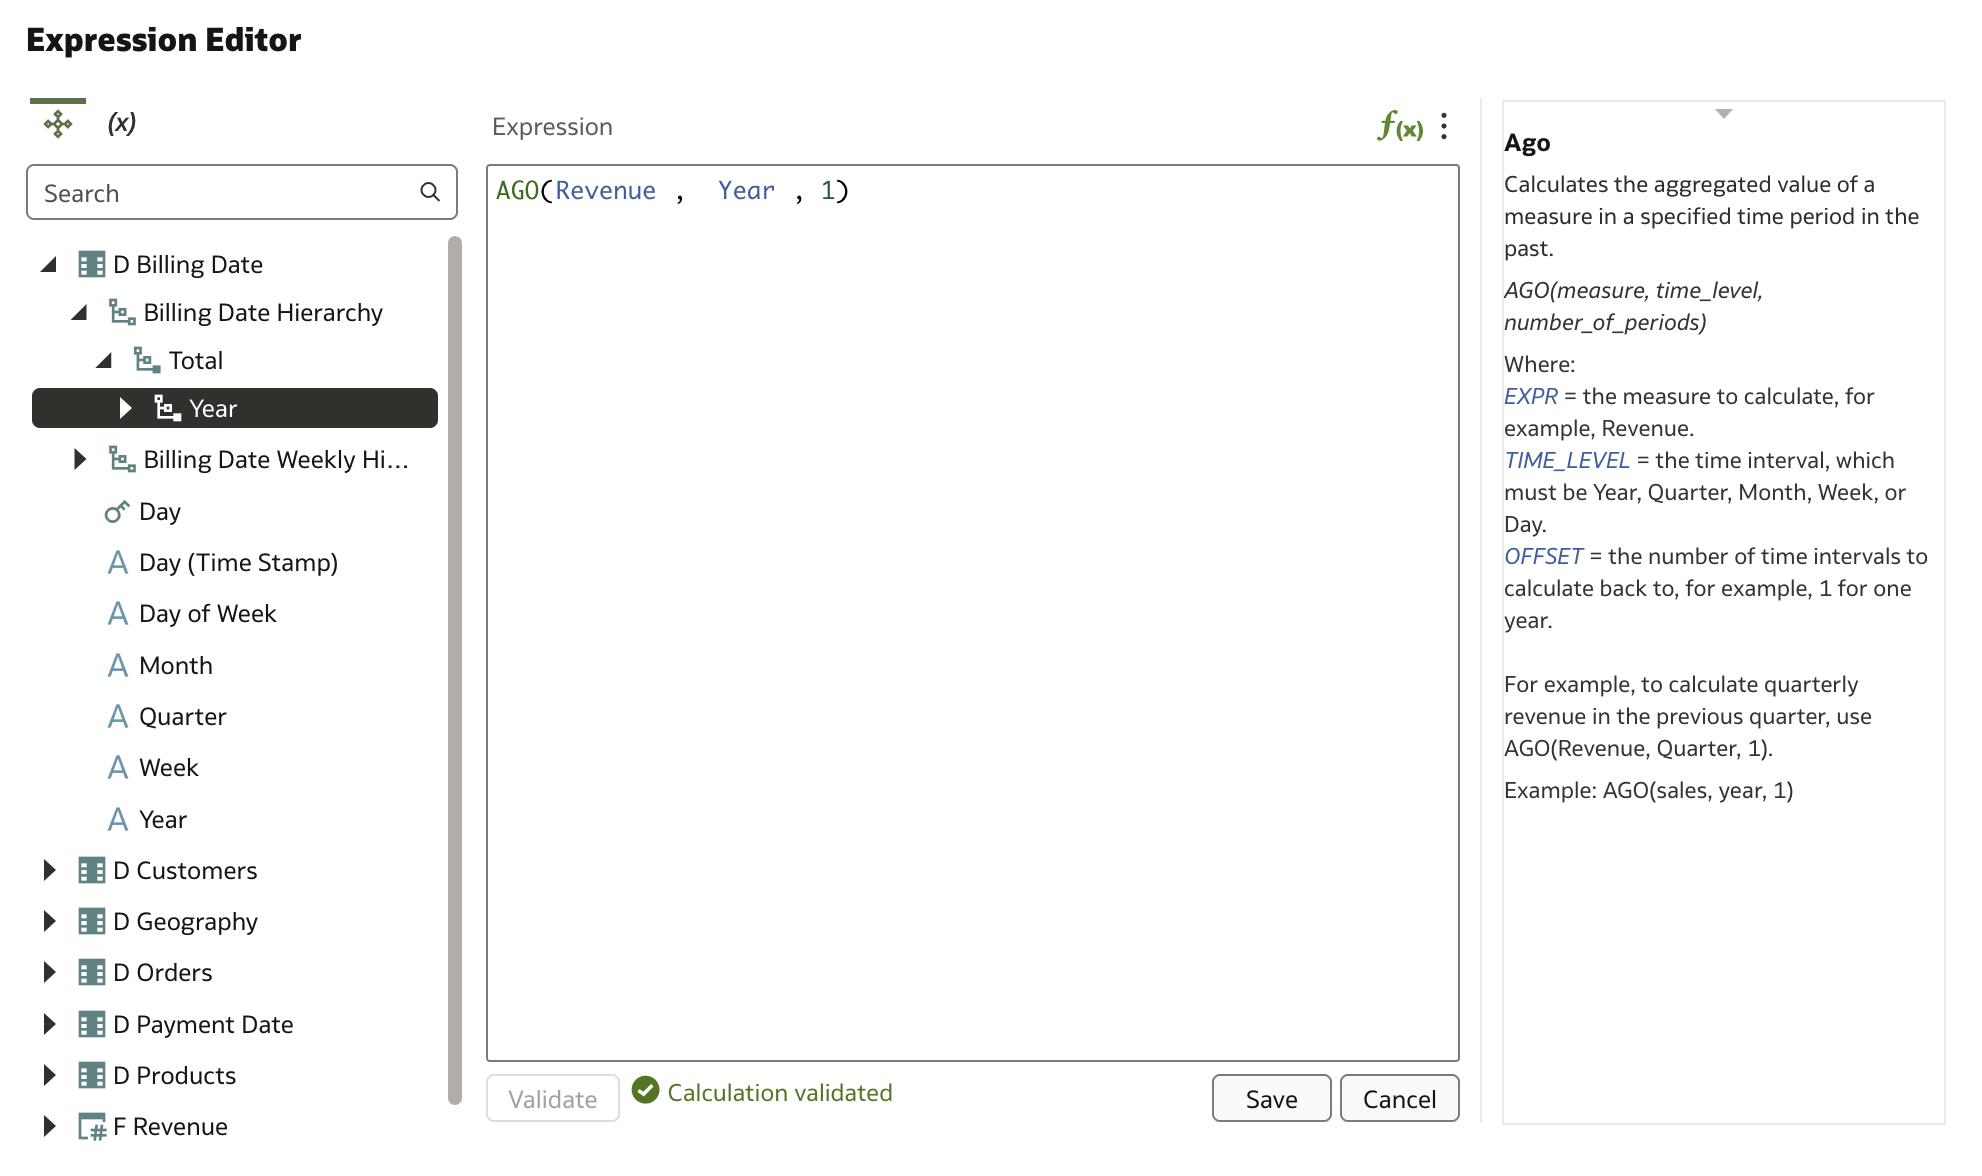 Expression Editor
(x)
Search
D Billing Date
Billing Date Hierarchy
Total
Year
Billing Date Weekly Hi...
Day
Day (Time Stamp)
Day of Week
Month
Quarter
Week
Year
D Customers
D Geography
D Orders
D Payment Date
D Products
F Revenue
Expression
f(x)
AGO(Revenue , Year , 1)
Validate
Calculation validated
Save
Cancel
Ago
Calculates the aggregated value of a
measure in a specified time period in the
past.
AGO(measure, time_level,
number_of_periods)
Where:
EXPR = the measure to calculate, for
example, Revenue.
TIME_LEVEL = the time interval, which
must be Year, Quarter, Month, Week, or
Day.
OFFSET = the number of time intervals to
calculate back to, for example, 1 for one
year.
For example, to calculate quarterly
revenue in the previous quarter, use
AGO(Revenue, Quarter, 1).
Example: AGO(sales, year, 1)